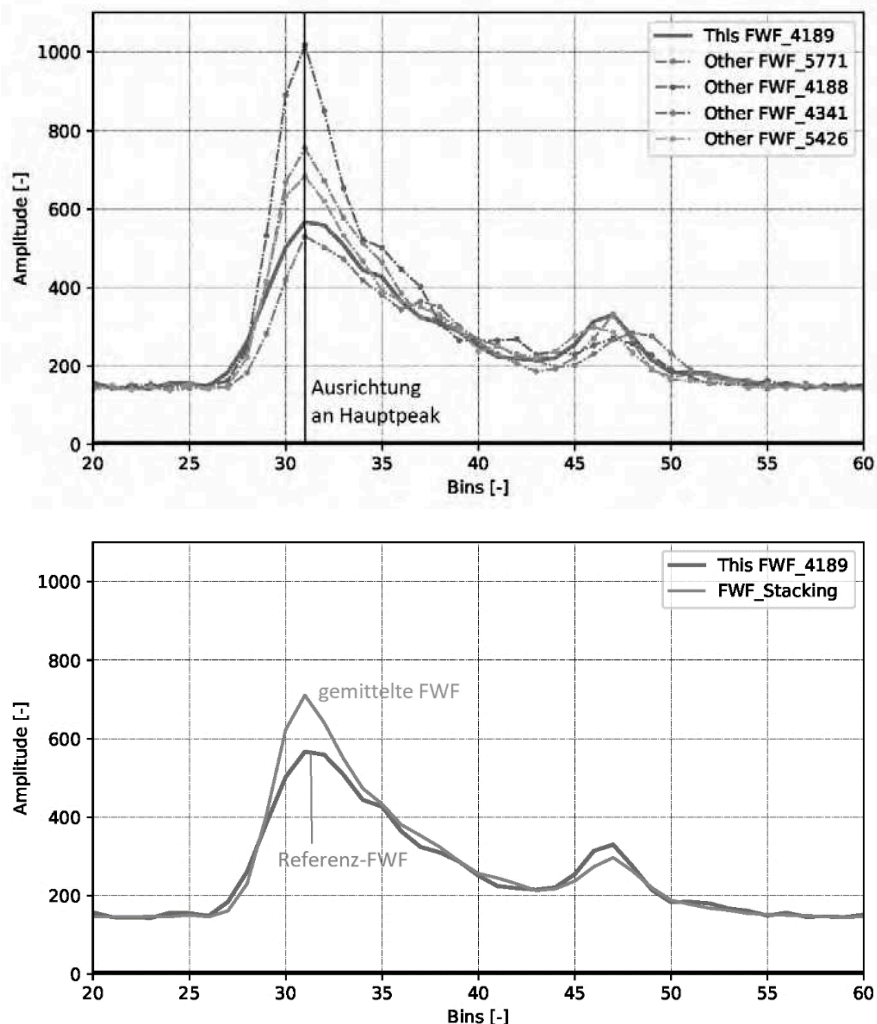 1000
800
600
400
200
0
Amplitude [-]
This FWF_4189
Other FWF_5771
Other FWF_4188
Other FWF_4341
Other FWF_5426
Ausrichtung
an Hauptpeak
20 25 30 35 40 45 50 55 60
Bins [-]
1000
800
600
400
200
0
Amplitude [-]
This FWF_4189
FWF_Stacking
gemittelte FWF
Referenz-FWF
20 25 30 35 40 45 50 55 60
Bins [-]